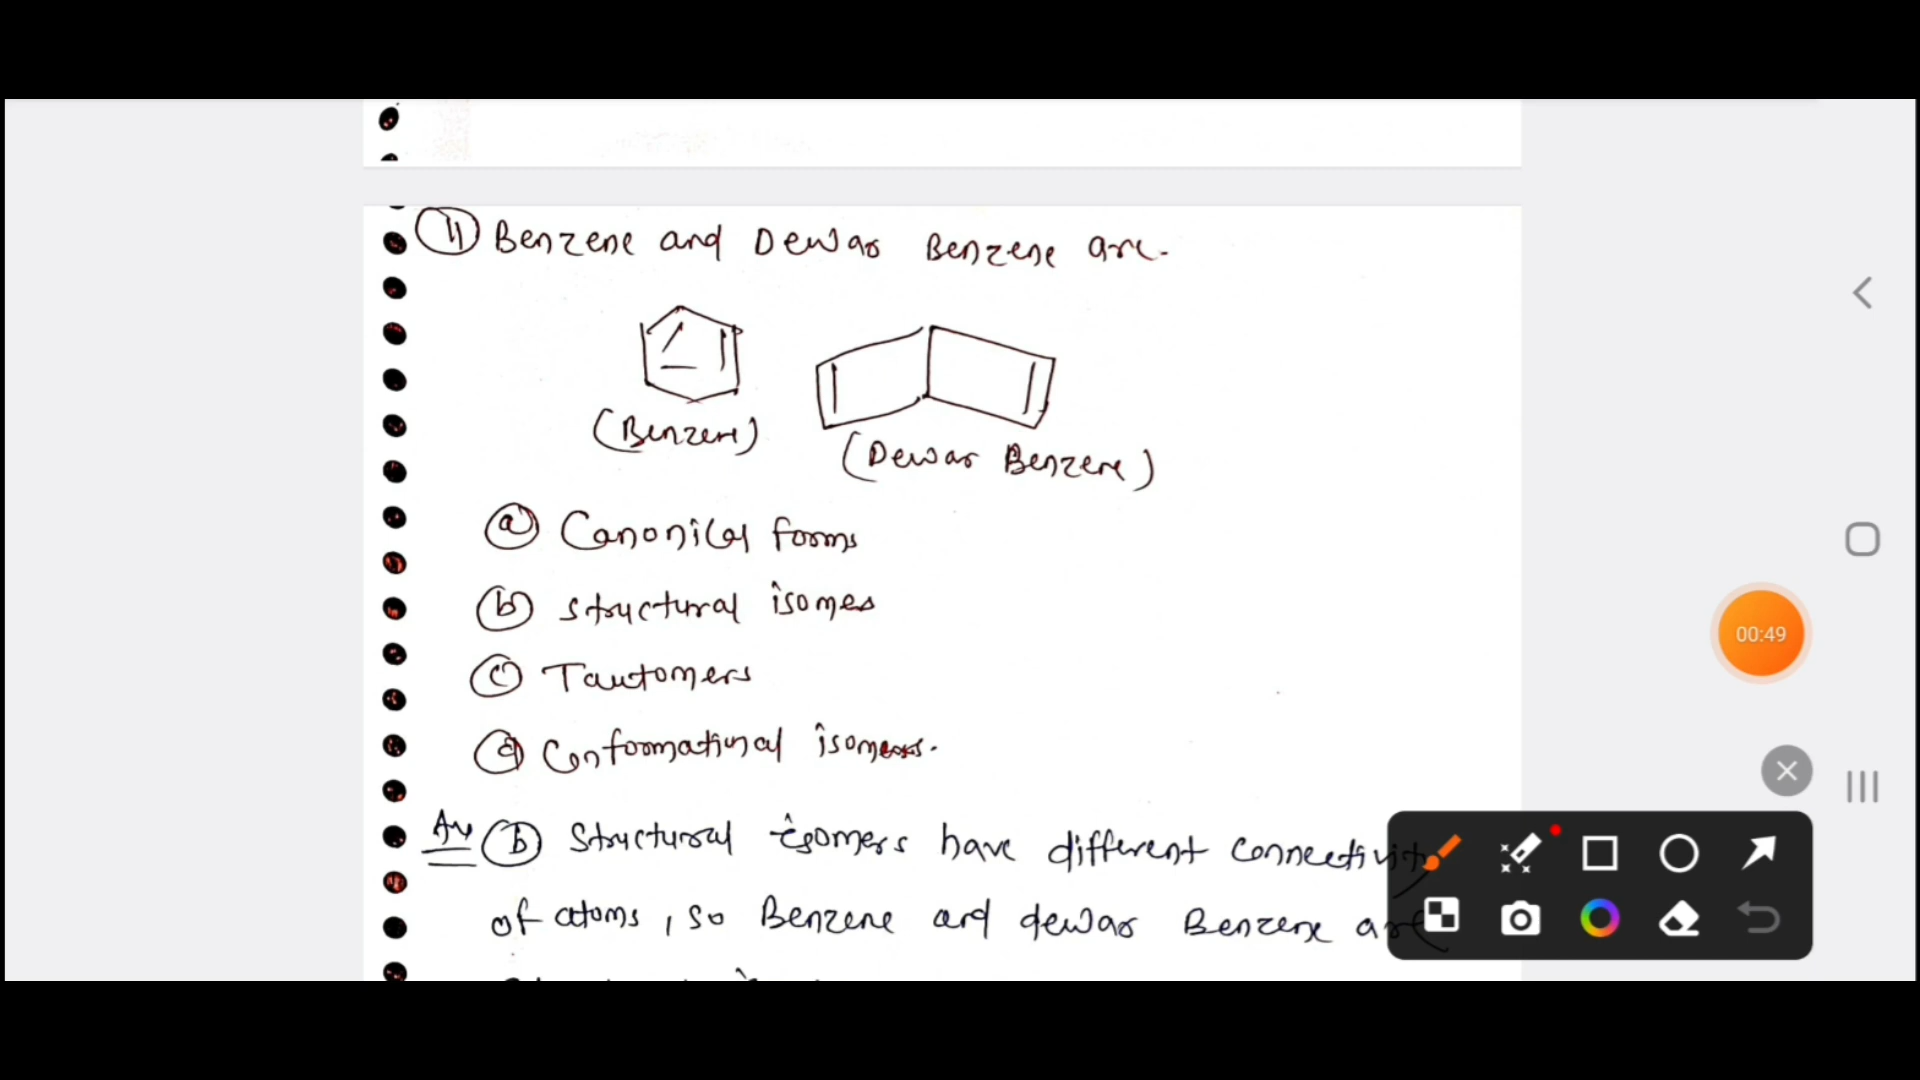 11 Benzene and Dewar Benzene are.
(Benzene)
(Dewar Benzene)
a Canonical forms
b Structural isomes
c Tautomers
d Conformational isomers.
Ans b Structural isomers have different connectivity
of atoms, so Benzene and dewar Benzene are
00:49